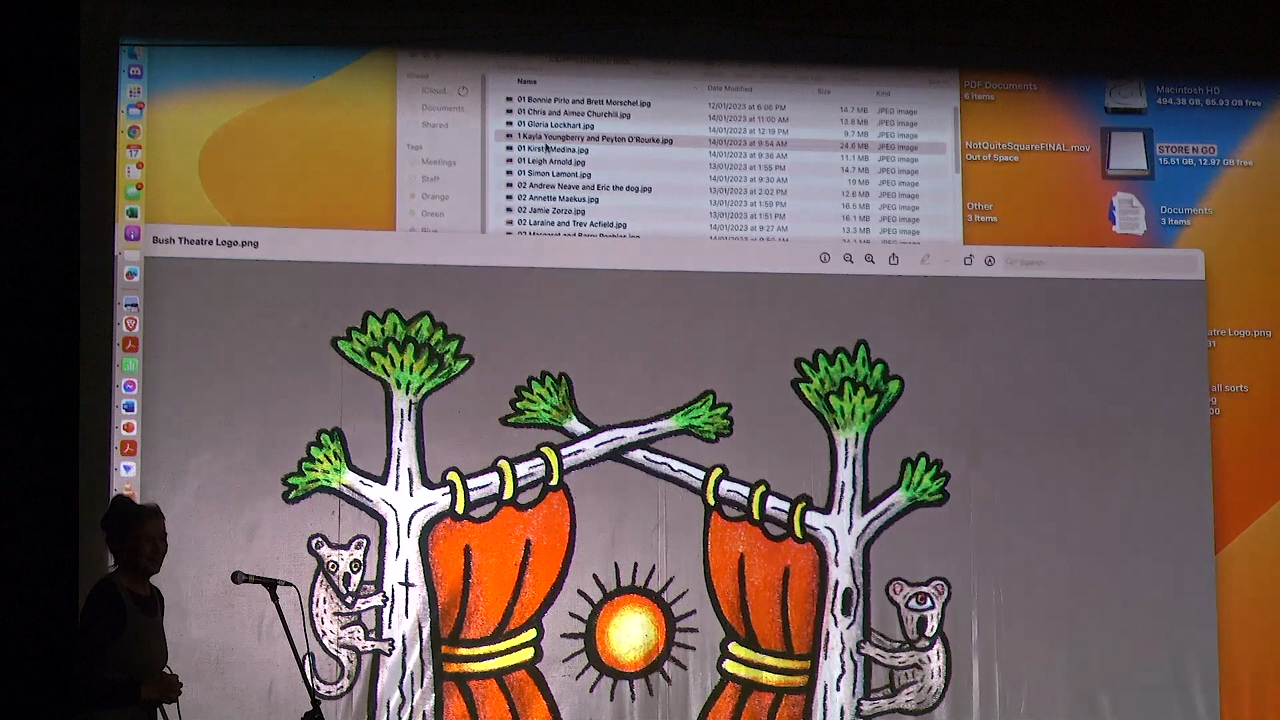 iCloud
iCloud...
Documents
Shared
Tags
Meetings
Orange
Green
Name
Date Modified
Size
Kind
01 Bonnie Pirlo and Brett Morschel.jpg
12/01/2023 at 6:06 PM
14.7 MB
JPEG image
01 Chris and Aimee Churchill.jpg
14/01/2023 at 11:00 AM
13.8 MB
JPEG image
01 Gloria Lockhart.jpg
14/01/2023 at 12:19 PM
9.7 MB
JPEG image
1 Kayla Youngberry and Peyton O'Rourke.jpg
14/01/2023 at 9:54 AM
24.6 MB
JPEG image
Medina.jpg
14/01/2023 at 9:36 AM
11.1 MB
JPEG image
01 Leigh Arnold.jpg
13/01/2023 at 1:55 PM
14.7 MB
JPEG image
01 Simon Lamont.jpg
14/01/2023 at 9:30 AM
19 MB
JPEG image
02 Andrew Neave and Eric the dog.jpg
13/01/2023 at 2:02 PM
16.5 MB
JPEG image
02 Annette Maekus.jpg
13/01/2023 at 1:59 PM
16.1 MB
JPEG image
02 Jamie Zorzo.jpg
13/01/2023 at 1:51 PM
13.3 MB
JPEG image
02 Laraine and Trev Acfield.jpg
14/01/2023 at 9:27 AM
PDF Documents
6 items
Macintosh HD
494.38 GB, 65.93 GB free
NotQuiteSquareFINAL.mov
Out of Space
STORE N GO
15.51 GB, 12.97 GB free
Other
3 items
Documents
3 items
17
Bush Theatre Logo.png
Search
atre Logo.png
31
all sorts